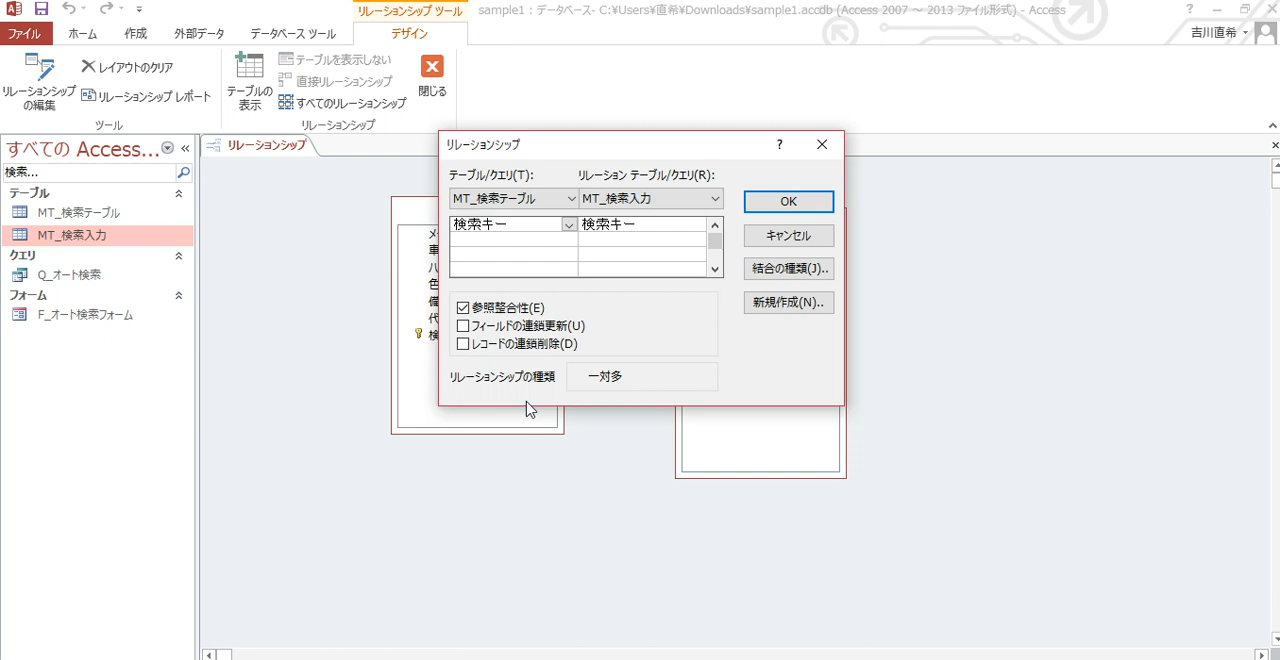 リレーションシップ ツール
sample1 : データベース- C:¥Users¥直希¥Downloads¥sample1.accdb (Access 2007 ～ 2013 ファイル形式) - Access
?
ファイル
ホーム
作成
外部データ
データベース ツール
デザイン
吉川直希
リレーションシップ
の編集
レイアウトのクリア
リレーションシップ レポート
ツール
テーブルの
表示
テーブルを表示しない
直接リレーションシップ
すべてのリレーションシップ
リレーションシップ
閉じる
すべての Access...
検索...
テーブル
MT_検索テーブル
MT_検索入力
クエリ
Q_オート検索
フォーム
F_オート検索フォーム
リレーションシップ
リレーションシップ
?
テーブル/クエリ(T):
リレーション テーブル/クエリ(R):
MT_検索テーブル
MT_検索入力
検索キー
検索キー
参照整合性(E)
フィールドの連鎖更新(U)
レコードの連鎖削除(D)
リレーションシップの種類
一対多
OK
キャンセル
結合の種類(J)..
新規作成(N)..
車
色
備
代
検